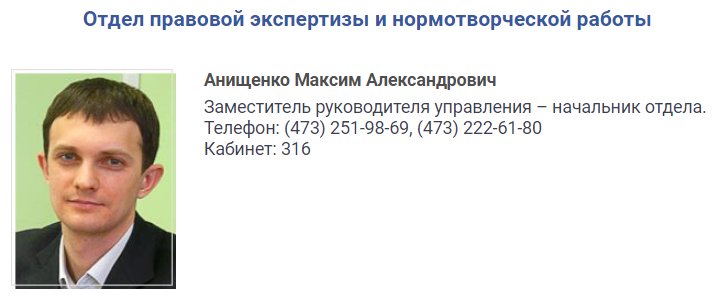 Отдел правовой экспертизы и нормотворческой работы
Анищенко Максим Александрович
Заместитель руководителя управления – начальник отдела.
Телефон: (473) 251-98-69, (473) 222-61-80
Кабинет: 316